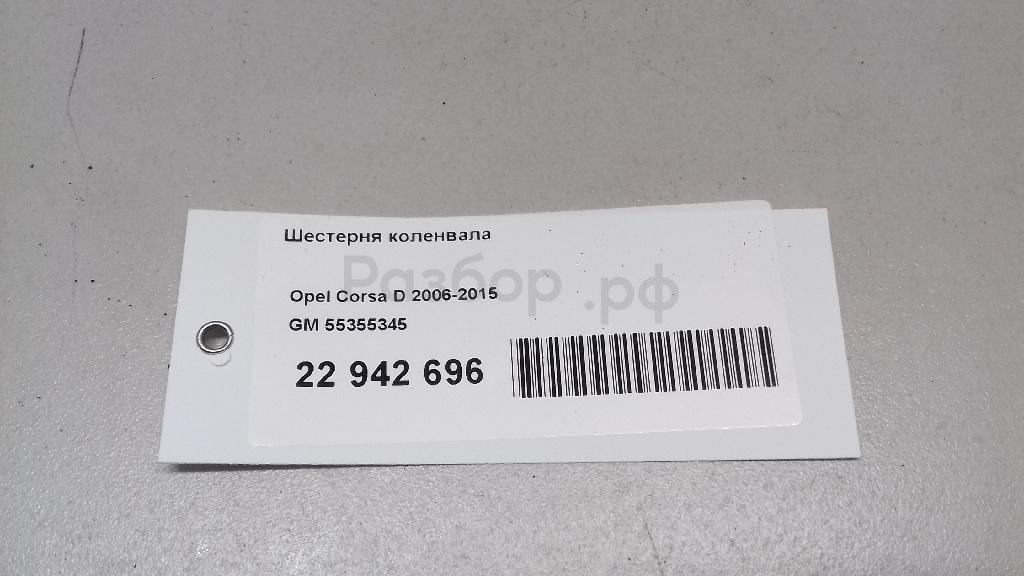 Шестерня коленвала
Разбор.рф
Opel Corsa D 2006-2015
GM 55355345
22 942 696